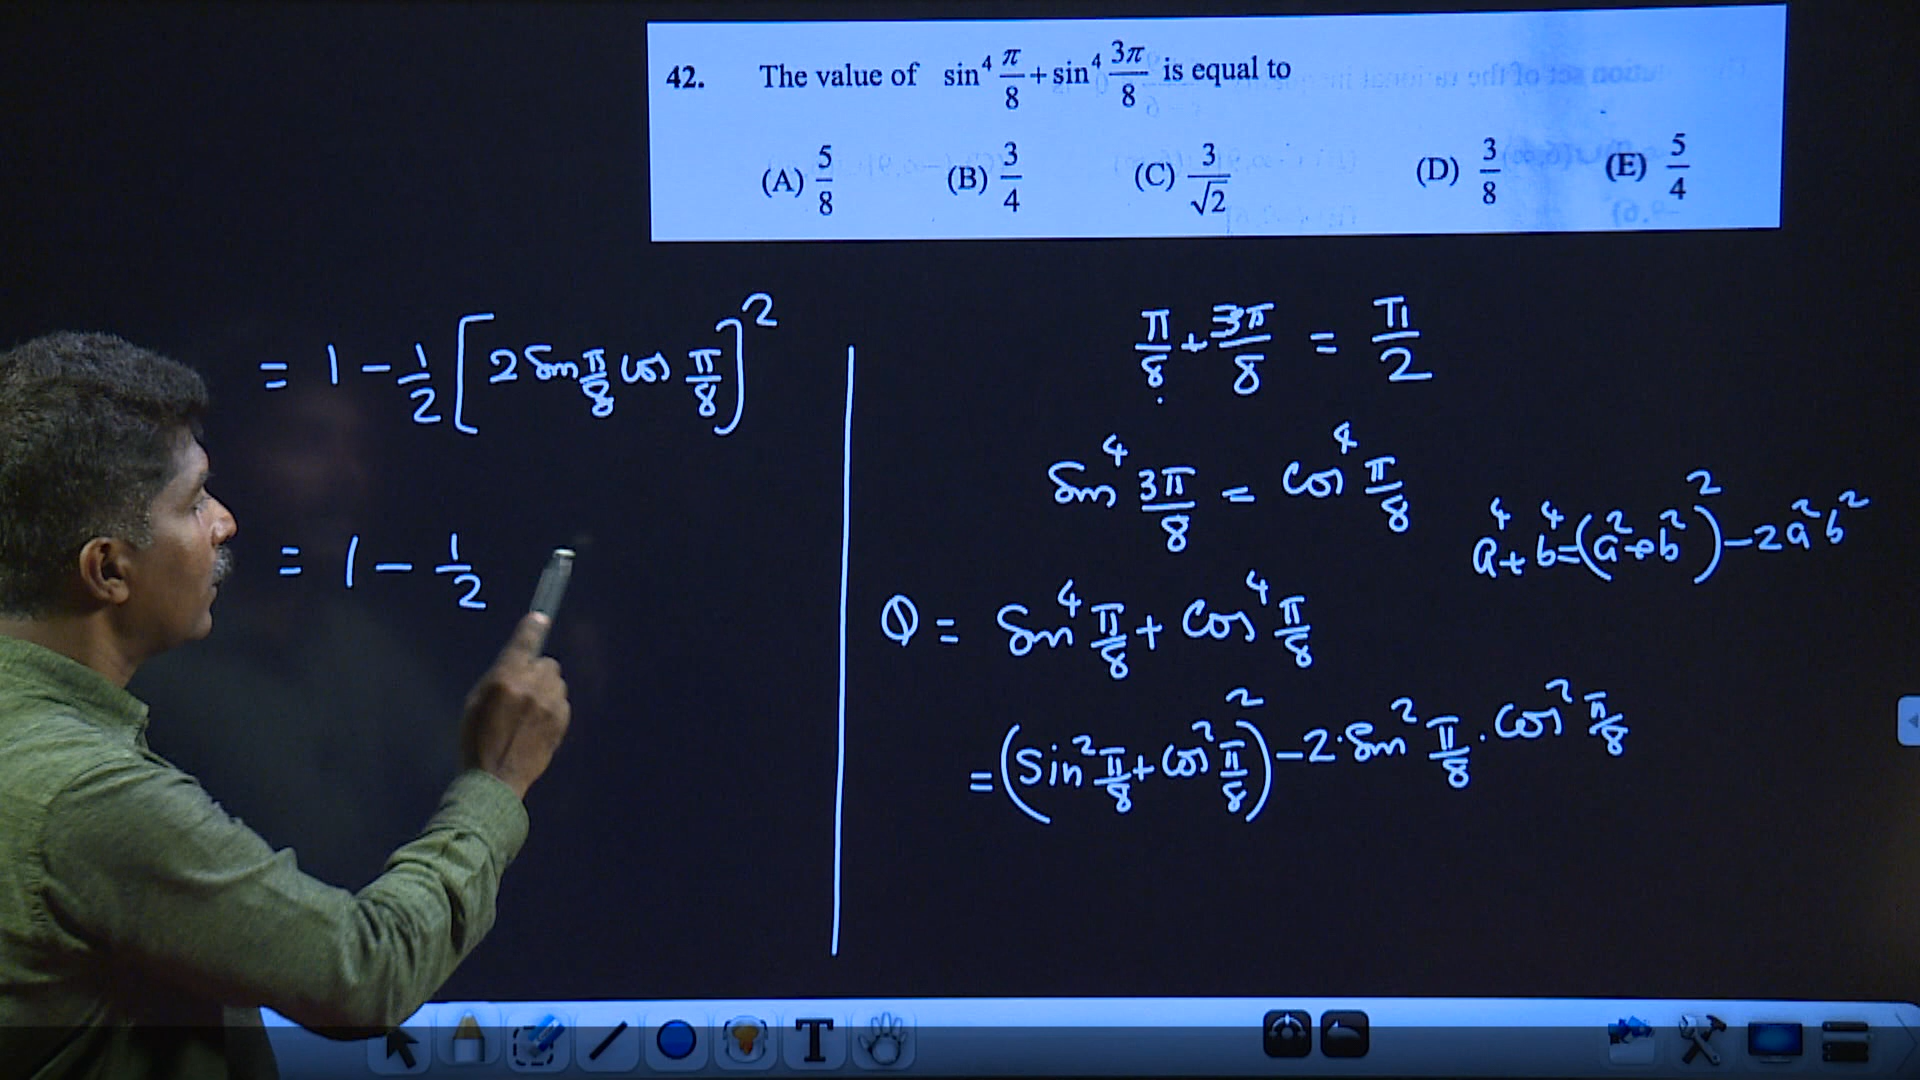 42. The value of sin⁴ π/8 + sin⁴ 3π/8 is equal to
(A) 5/8 (B) 3/4 (C) 3/√2 (D) 3/8 (E) 5/4
= 1 - 1/2 [2 Sin π/8 cos π/8]²
= 1 - 1/2
π/8 + 3π/8 = π/2
Sin⁴ 3π/8 = cos⁴ π/8
a⁴ + b⁴ = (a² + b²)² - 2a²b²
Q = Sin⁴ π/8 + Cos⁴ π/8
= (Sin² π/8 + cos² π/8)² - 2·Sin² π/8 . cos² π/8
T